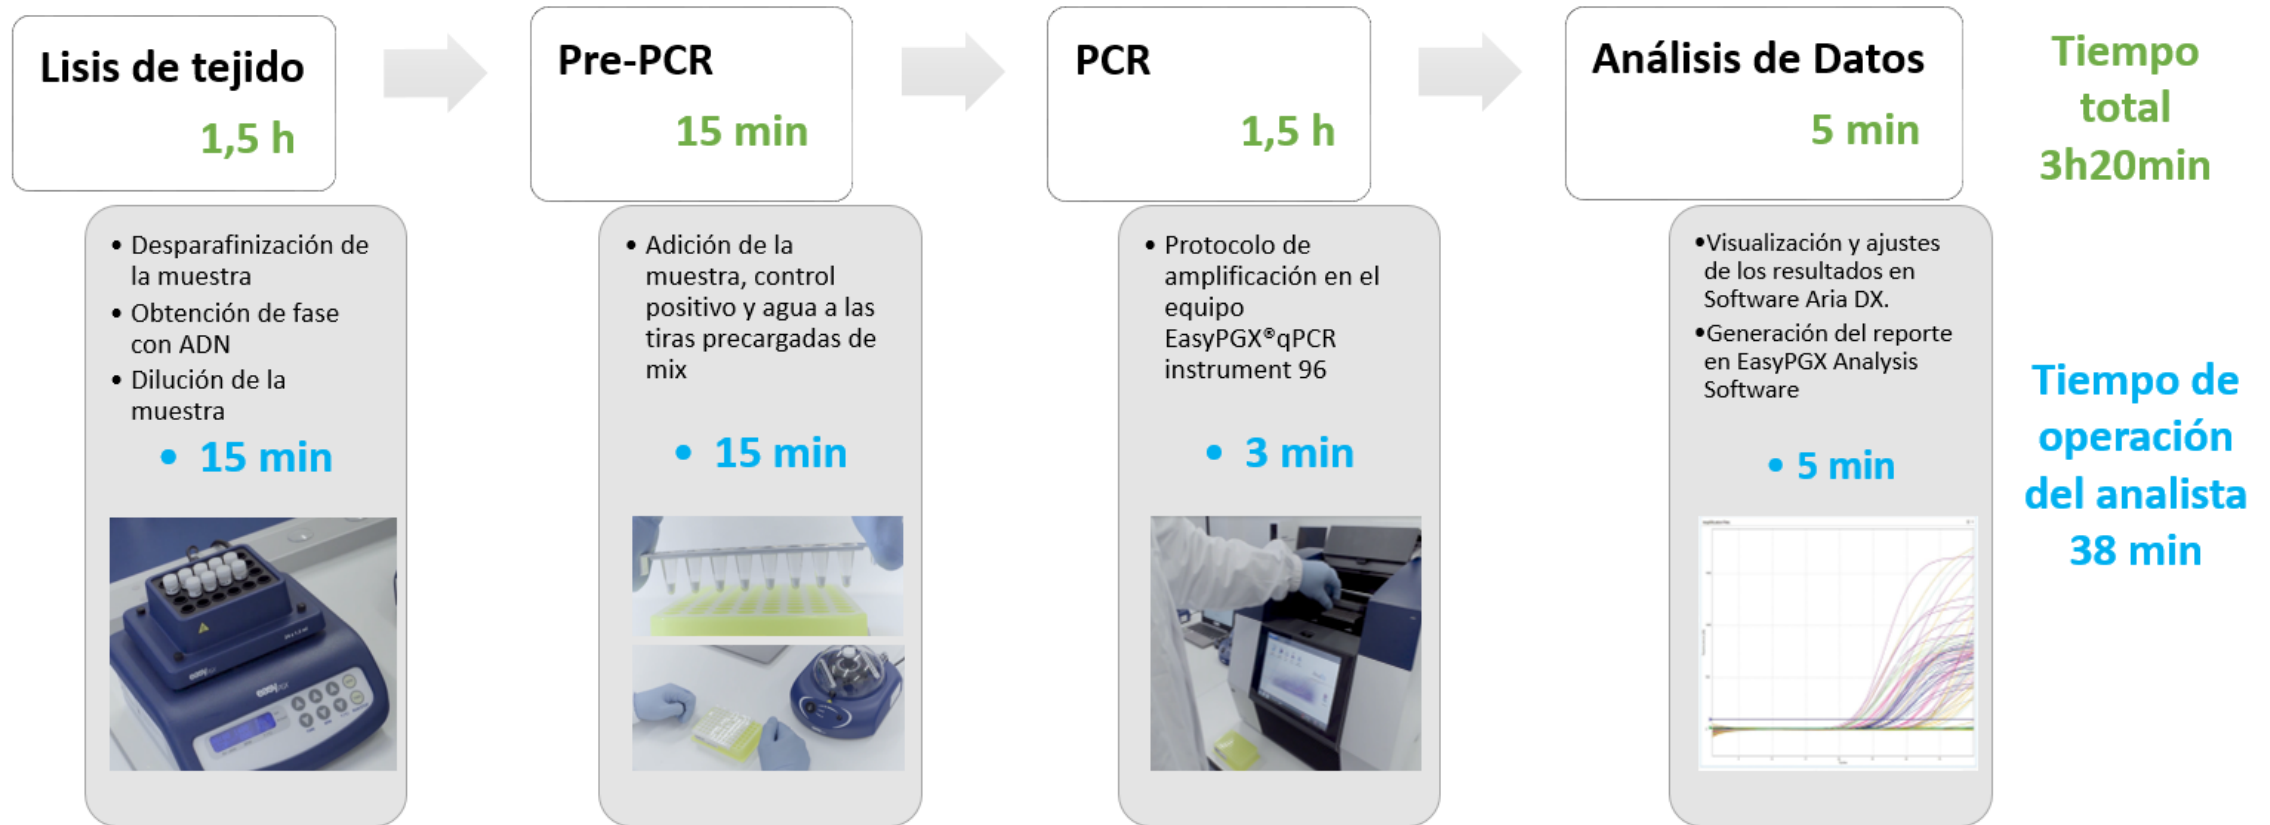 Lisis de tejido
1,5 h
Pre-PCR
15 min
PCR
1,5 h
Análisis de Datos
5 min
Tiempo
total
3h20min
• Desparafinización de
la muestra
• Obtención de fase
con ADN
• Dilución de la
muestra
• 15 min
• Adición de la
muestra, control
positivo y agua a las
tiras precargadas de
mix
• 15 min
• Protocolo de
amplificación en el
equipo
EasyPGX®qPCR
instrument 96
• 3 min
•Visualización y ajustes
de los resultados en
Software Aria DX.
•Generación del reporte
en EasyPGX Analysis
Software
• 5 min
Tiempo de
operación
del analista
38 min
easyPGX